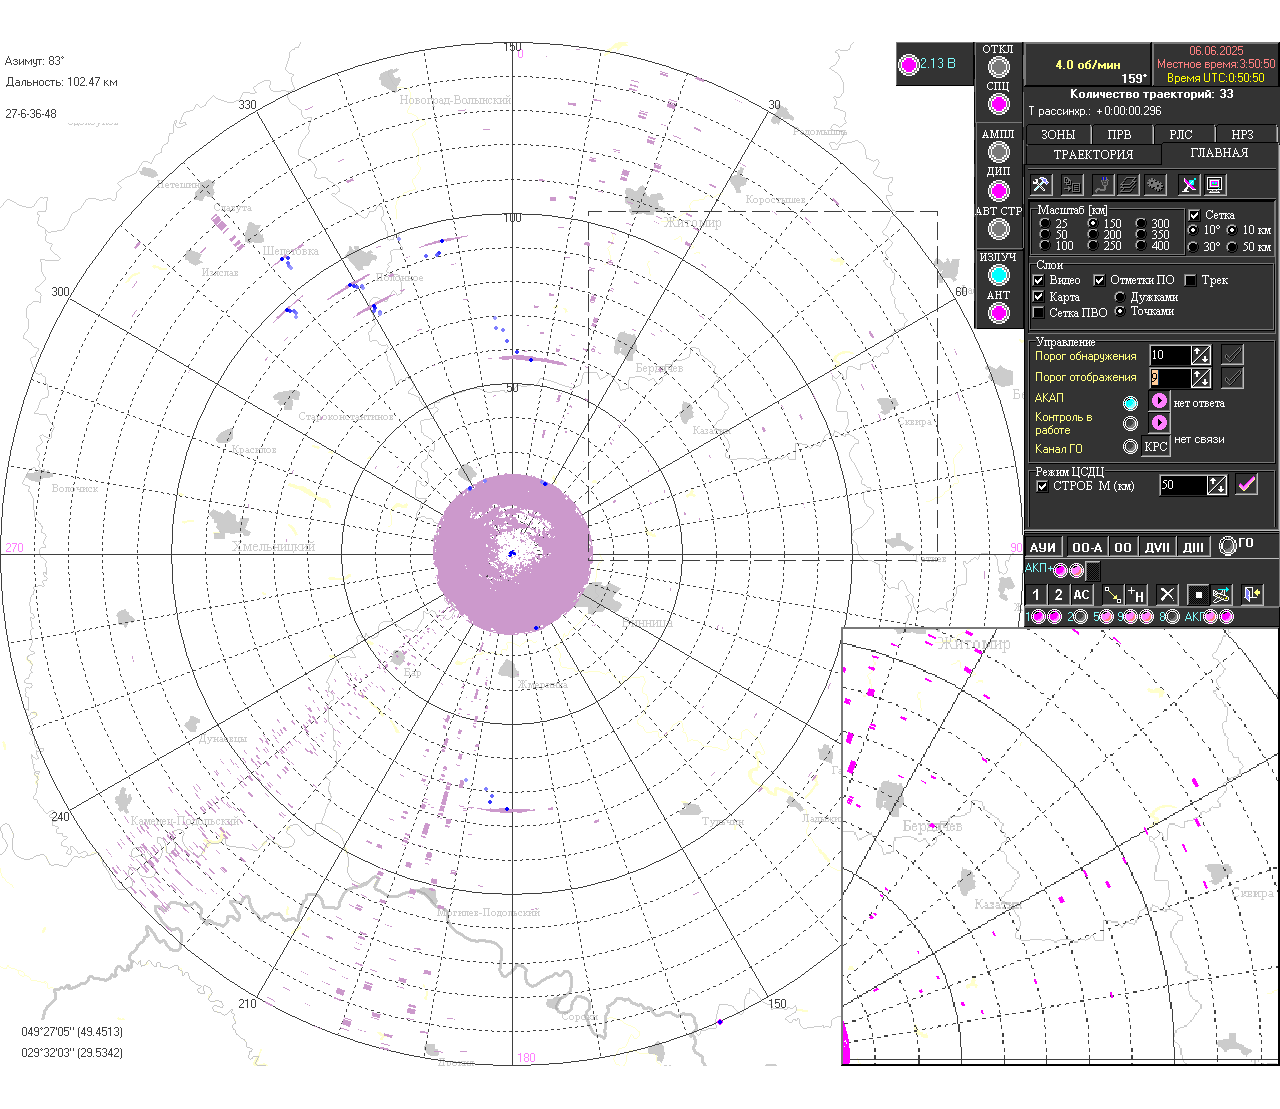 Азимут: 83°
Дальность: 102.47 км
27-6-36-48
150
0
30
60
90
150
180
210
240
270
300
330
100
50
Новоград-Волынский
Радомышль
Коростышев
Житомир
Славута
Шепетовка
Изяслав
Полонное
Бердичев
Староконстантинов
Казатин
Сквира
Красилов
Волочиск
Хмельницкий
Винница
Бар
Жмеринка
Дунаевцы
Каменец-Подольский
Тульчин
Ладыжин
Могилев-Подольский
Сороки
049°27'05" (49.4513)
029°32'03" (29.5342)
2.13 В
ОТКЛ
СПЦ
АМПЛ
ДИП
АВТ СТР
ИЗЛУЧ
АНТ
4.0 об/мин
159°
06.06.2025
Местное время:3:50:50
Время UTC:0:50:50
Количество траекторий: 33
Т рассинхр.: +0:00:00.296
ЗОНЫ
ПРВ
РЛС
НРЗ
ТРАЕКТОРИЯ
ГЛАВНАЯ
Масштаб [км]
25 150 300
50 200 350
100 250 400
Сетка
10° 10 км
30° 50 км
Слои
Видео Отметки ПО Трек
Карта Дужками
Сетка ПВО Точками
Управление
Порог обнаружения 10
Порог отображения 9
АКАП нет ответа
Контроль в
работе
Канал ГО КРС нет связи
Режим ЦСДЦ
СТРОБ М (км) 50
АУИ ОО-А ОО ДVII ДIII ГО
АКП+
1 2 АС +Н
1 2 5 9 8 АКП
Житомир
Бердичев
Казатин
Сквира